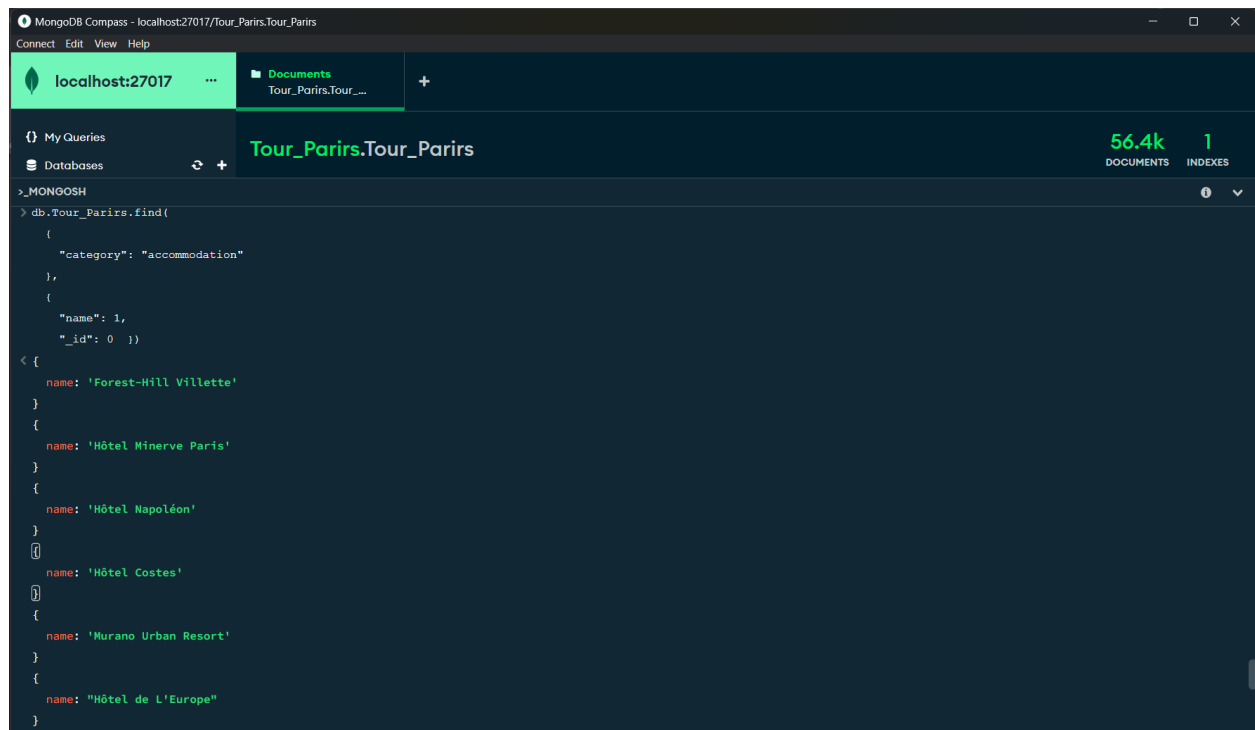 MongoDB Compass - localhost:27017/Tour_Parirs.Tour_Parirs
Connect Edit View Help
localhost:27017 ...
Documents
Tour_Parirs.Tour_...
+
{} My Queries
Databases
+
Tour_Parirs.Tour_Parirs
56.4k
DOCUMENTS
1
INDEXES
>_MONGOSH
> db.Tour_Parirs.find(
{
"category": "accommodation"
},
{
"name": 1,
"_id": 0 })
< {
name: 'Forest-Hill Villette'
}
{
name: 'Hôtel Minerve Paris'
}
{
name: 'Hôtel Napoléon'
}
{
name: 'Hôtel Costes'
}
{
name: 'Murano Urban Resort'
}
{
name: "Hôtel de L'Europe"
}